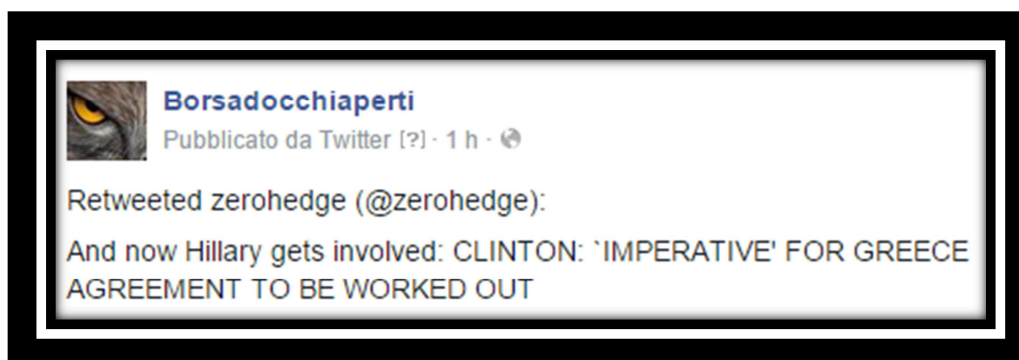 Borsadocchiaperti
Pubblicato da Twitter [?] · 1 h ·
Retweeted zerohedge (@zerohedge):
And now Hillary gets involved: CLINTON: `IMPERATIVE' FOR GREECE
AGREEMENT TO BE WORKED OUT